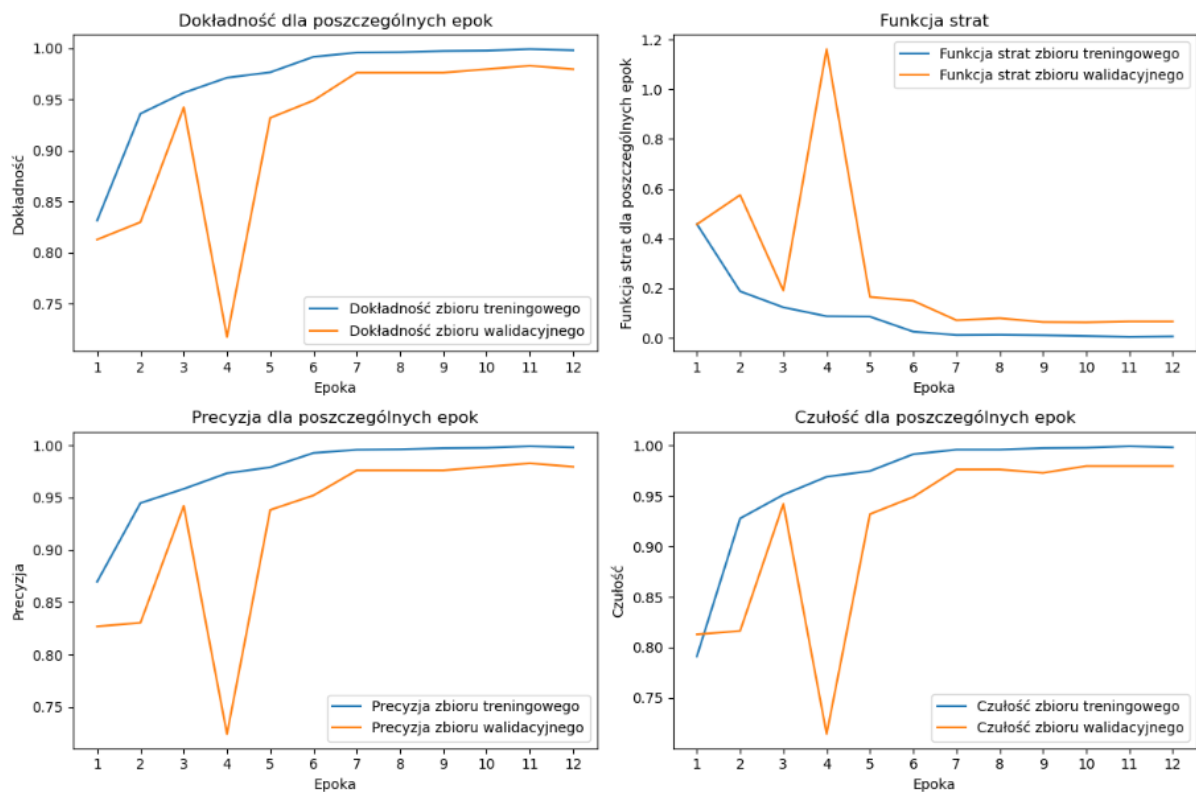 Dokładność dla poszczególnych epok
1.00
0.95
0.90
0.85
0.80
0.75
Dokładność
Dokładność zbioru treningowego
Dokładność zbioru walidacyjnego
1 2 3 4 5 6 7 8 9 10 11 12
Epoka
Funkcja strat
1.2
1.0
0.8
0.6
0.4
0.2
0.0
Funkcja strat dla poszczególnych epok
Funkcja strat zbioru treningowego
Funkcja strat zbioru walidacyjnego
1 2 3 4 5 6 7 8 9 10 11 12
Epoka
Precyzja dla poszczególnych epok
1.00
0.95
0.90
0.85
0.80
0.75
Precyzja
Precyzja zbioru treningowego
Precyzja zbioru walidacyjnego
1 2 3 4 5 6 7 8 9 10 11 12
Epoka
Czułość dla poszczególnych epok
1.00
0.95
0.90
0.85
0.80
0.75
Czułość
Czułość zbioru treningowego
Czułość zbioru walidacyjnego
1 2 3 4 5 6 7 8 9 10 11 12
Epoka